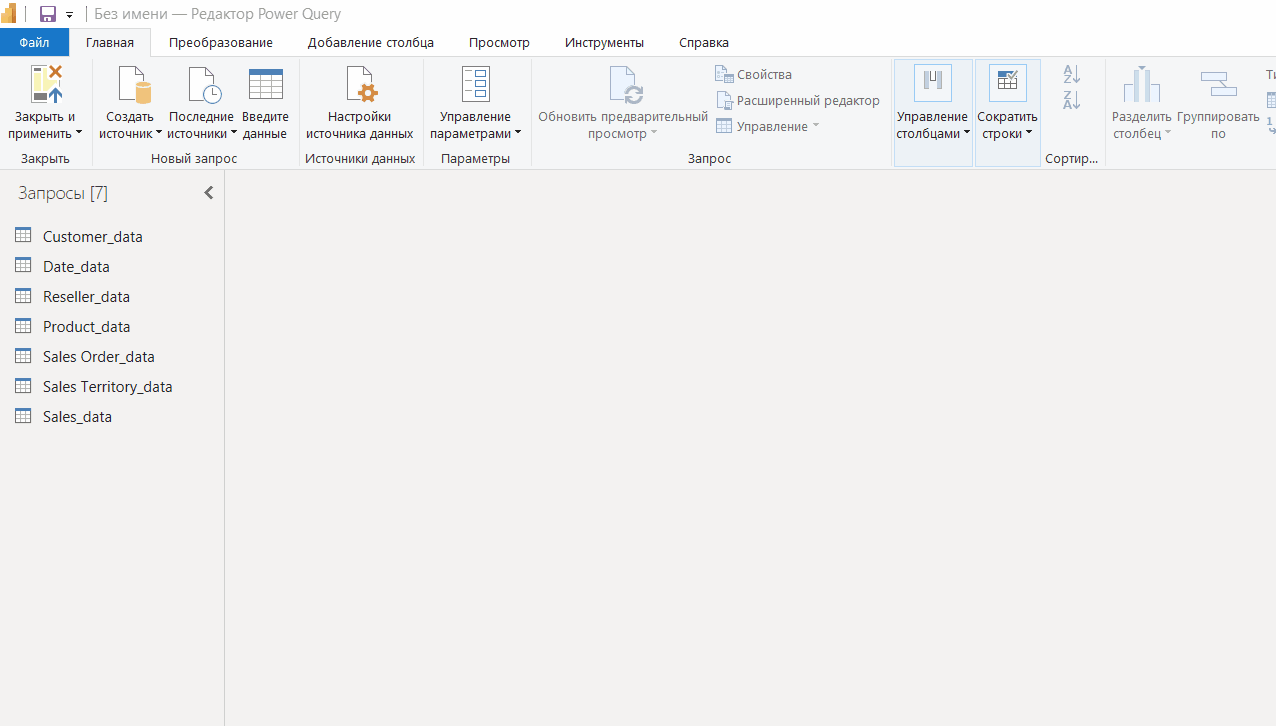 Без имени — Редактор Power Query
Файл
Главная
Преобразование
Добавление столбца
Просмотр
Инструменты
Справка
Закрыть и
применить
Закрыть
Создать
источник
Последние
источники
Введите
данные
Новый запрос
Настройки
источника данных
Источники данных
Управление
параметрами
Параметры
Обновить предварительный
просмотр
Свойства
Расширенный редактор
Управление
Запрос
Управление
столбцами
Сократить
строки
Сортир...
Разделить
столбец
Группировать
по
Запросы [7]
Customer_data
Date_data
Reseller_data
Product_data
Sales Order_data
Sales Territory_data
Sales_data